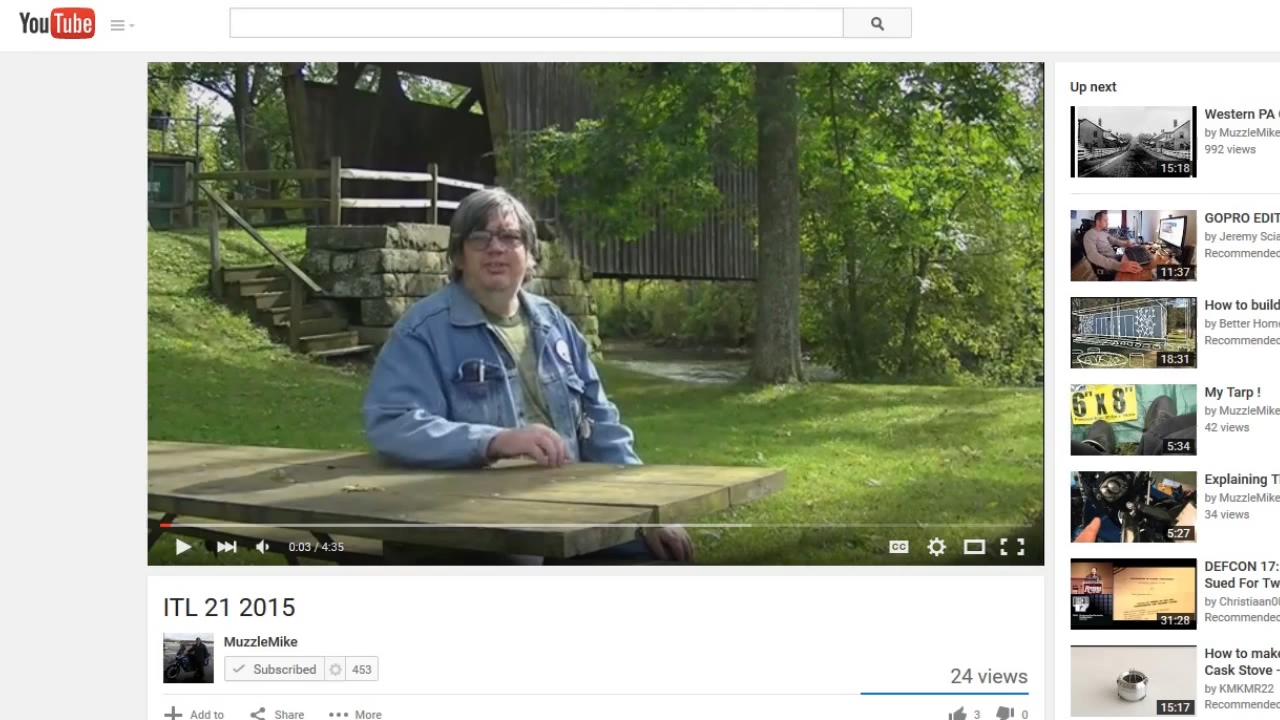 YouTube
Up next
Western PA
by MuzzleMike
992 views
15:18
GOPRO EDIT
by Jeremy Scia
Recommended
11:37
How to build
by Better Home
Recommended
18:31
6" x 8"
My Tarp !
by MuzzleMike
42 views
5:34
Explaining T
by MuzzleMike
34 views
5:27
DEFCON 17:
Sued For Tw
by Christiaan00
Recommended
31:28
How to make
Cask Stove -
by KMKMR22
Recommended
15:17
0:03 / 4:35
CC
ITL 21 2015
MuzzleMike
Subscribed 453
24 views
Add to Share More
3 0